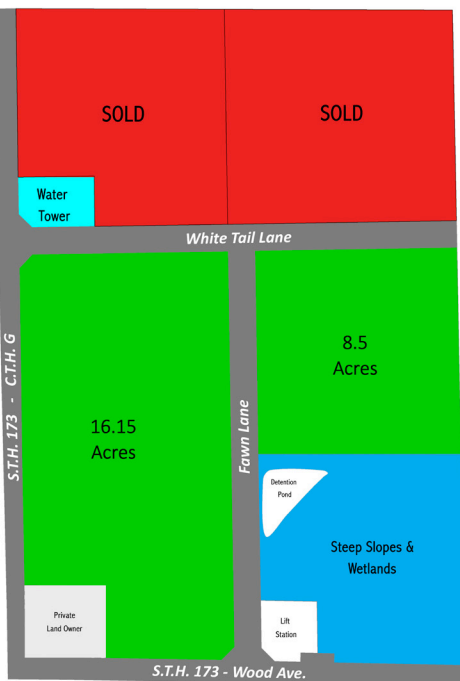 SOLD
SOLD
Water
Tower
White Tail Lane
S.T.H. 173 - C.T.H. G
16.15
Acres
Fawn Lane
8.5
Acres
Detention
Pond
Steep Slopes &
Wetlands
Private
Land Owner
Lift
Station
S.T.H. 173 - Wood Ave.